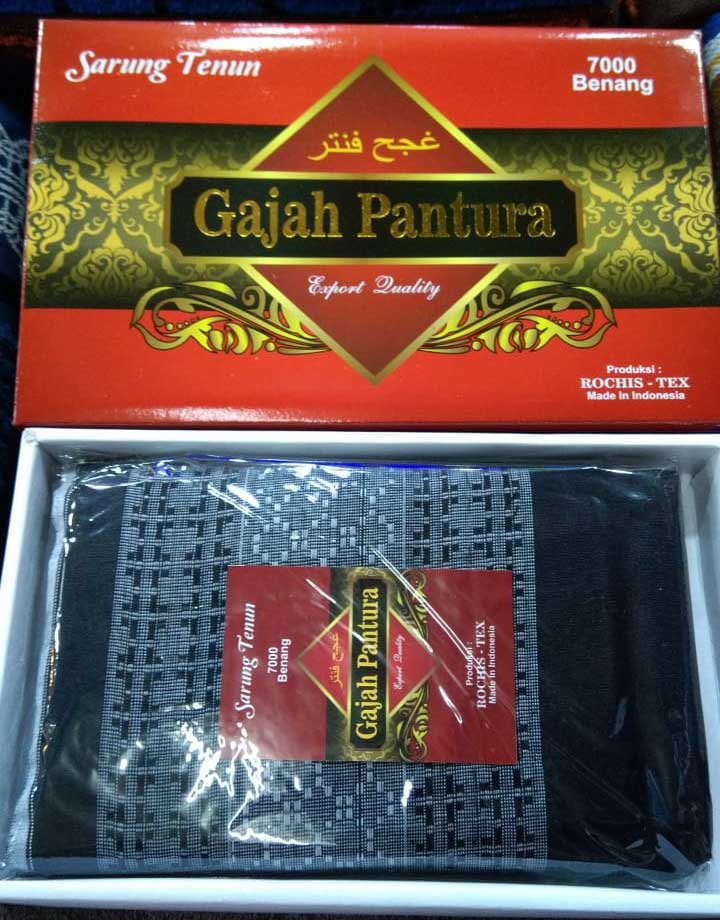 Sarung Tenun
7000
Benang
غجح فنتر
Gajah Pantura
Export Quality
Produksi :
ROCHIS - TEX
Made In Indonesia
Sarung Tenun
7000
Benang
غجح فنتر
Gajah Pantura
Export Quality
Produksi :
ROCHIS - TEX
Made In Indonesia